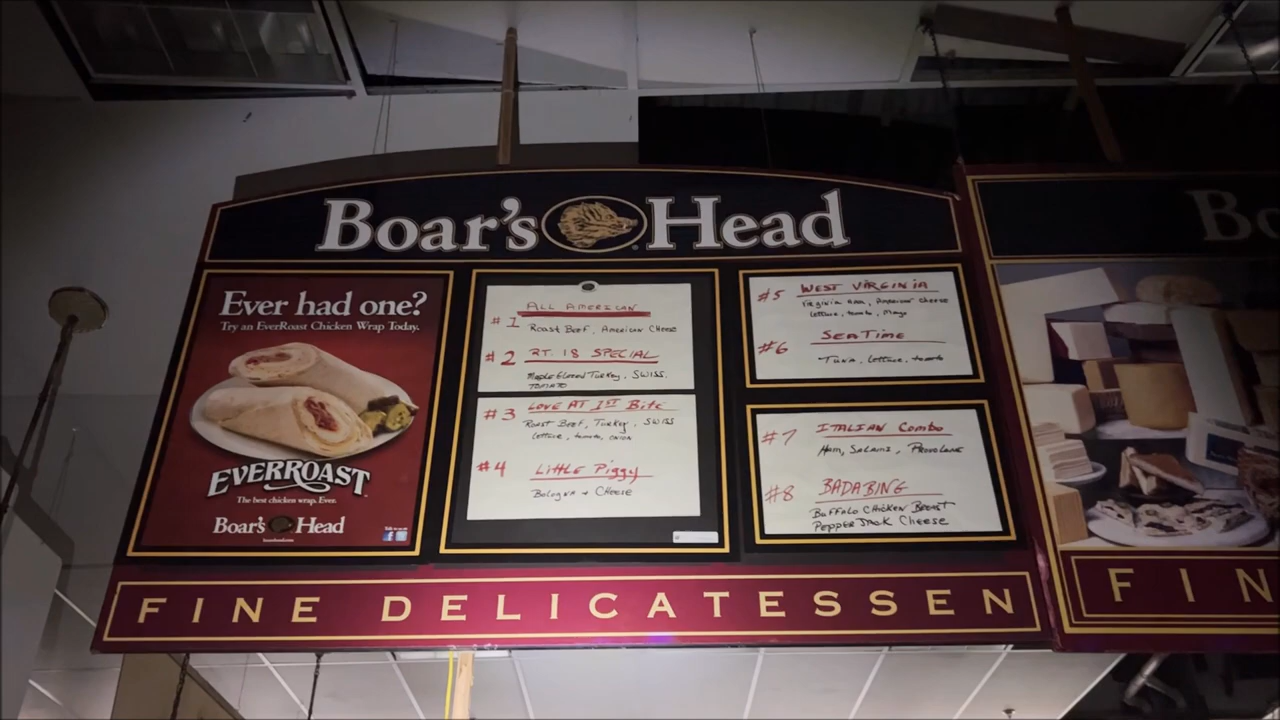 Boar's Head
Ever had one?
Try an EverRoast Chicken Wrap Today.
EVERROAST
The best chicken wrap. Ever.
Boar's Head
ALL AMERICAN
#1
ROAST BEEF, AMERICAN CHEESE
#2 RT. 18 SPECIAL
Maple Glazed Turkey, SWISS,
TOMATO
#3 LOVE AT 1ST Bite
ROAST BEEF, TURKEY, SWISS
lettuce, tomato, onion
#4 Little Piggy
Bologna + CHEESE
#5 WEST VIRGINIA
Virginia Ham, American Cheese
lettuce, tomato, Mayo
#6 SEATIME
TUNA, lettuce, tomato
#7 ITALIAN Combo
HAM, SALAMI, PROVOLONE
#8 BADABING
BUFFALO CHICKEN BREAST
PEPPER JACK CHEESE
FINE DELICATESSEN
Bo
FIN